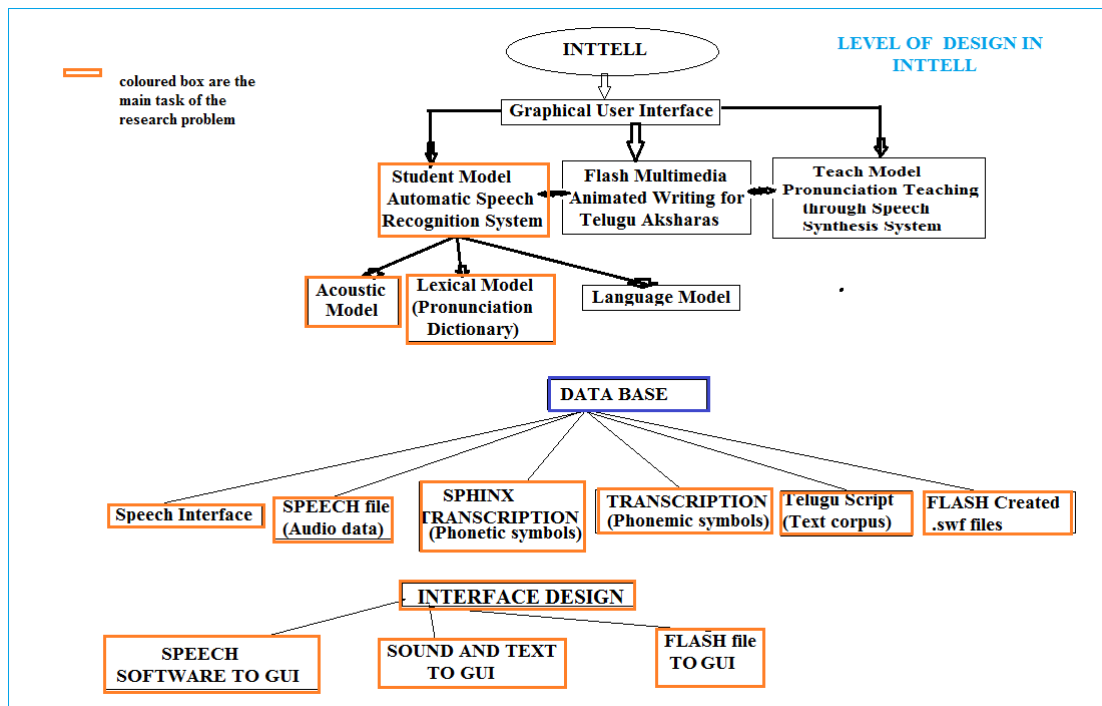 INTTELL
LEVEL OF DESIGN IN
INTTELL
coloured box are the
main task of the
research problem
Graphical User Interface
Student Model
Automatic Speech
Recognition System
Flash Multimedia
Animated Writing for
Telugu Aksharas
Teach Model
Pronunciation Teaching
through Speech
Synthesis System
Acoustic
Model
Lexical Model
(Pronunciation
Dictionary)
Language Model
DATA BASE
Speech Interface
SPEECH file
(Audio data)
SPHINX
TRANSCRIPTION
(Phonetic symbols)
TRANSCRIPTION
(Phonemic symbols)
Telugu Script
(Text corpus)
FLASH Created
.swf files
INTERFACE DESIGN
SPEECH
SOFTWARE TO GUI
SOUND AND TEXT
TO GUI
FLASH file
TO GUI